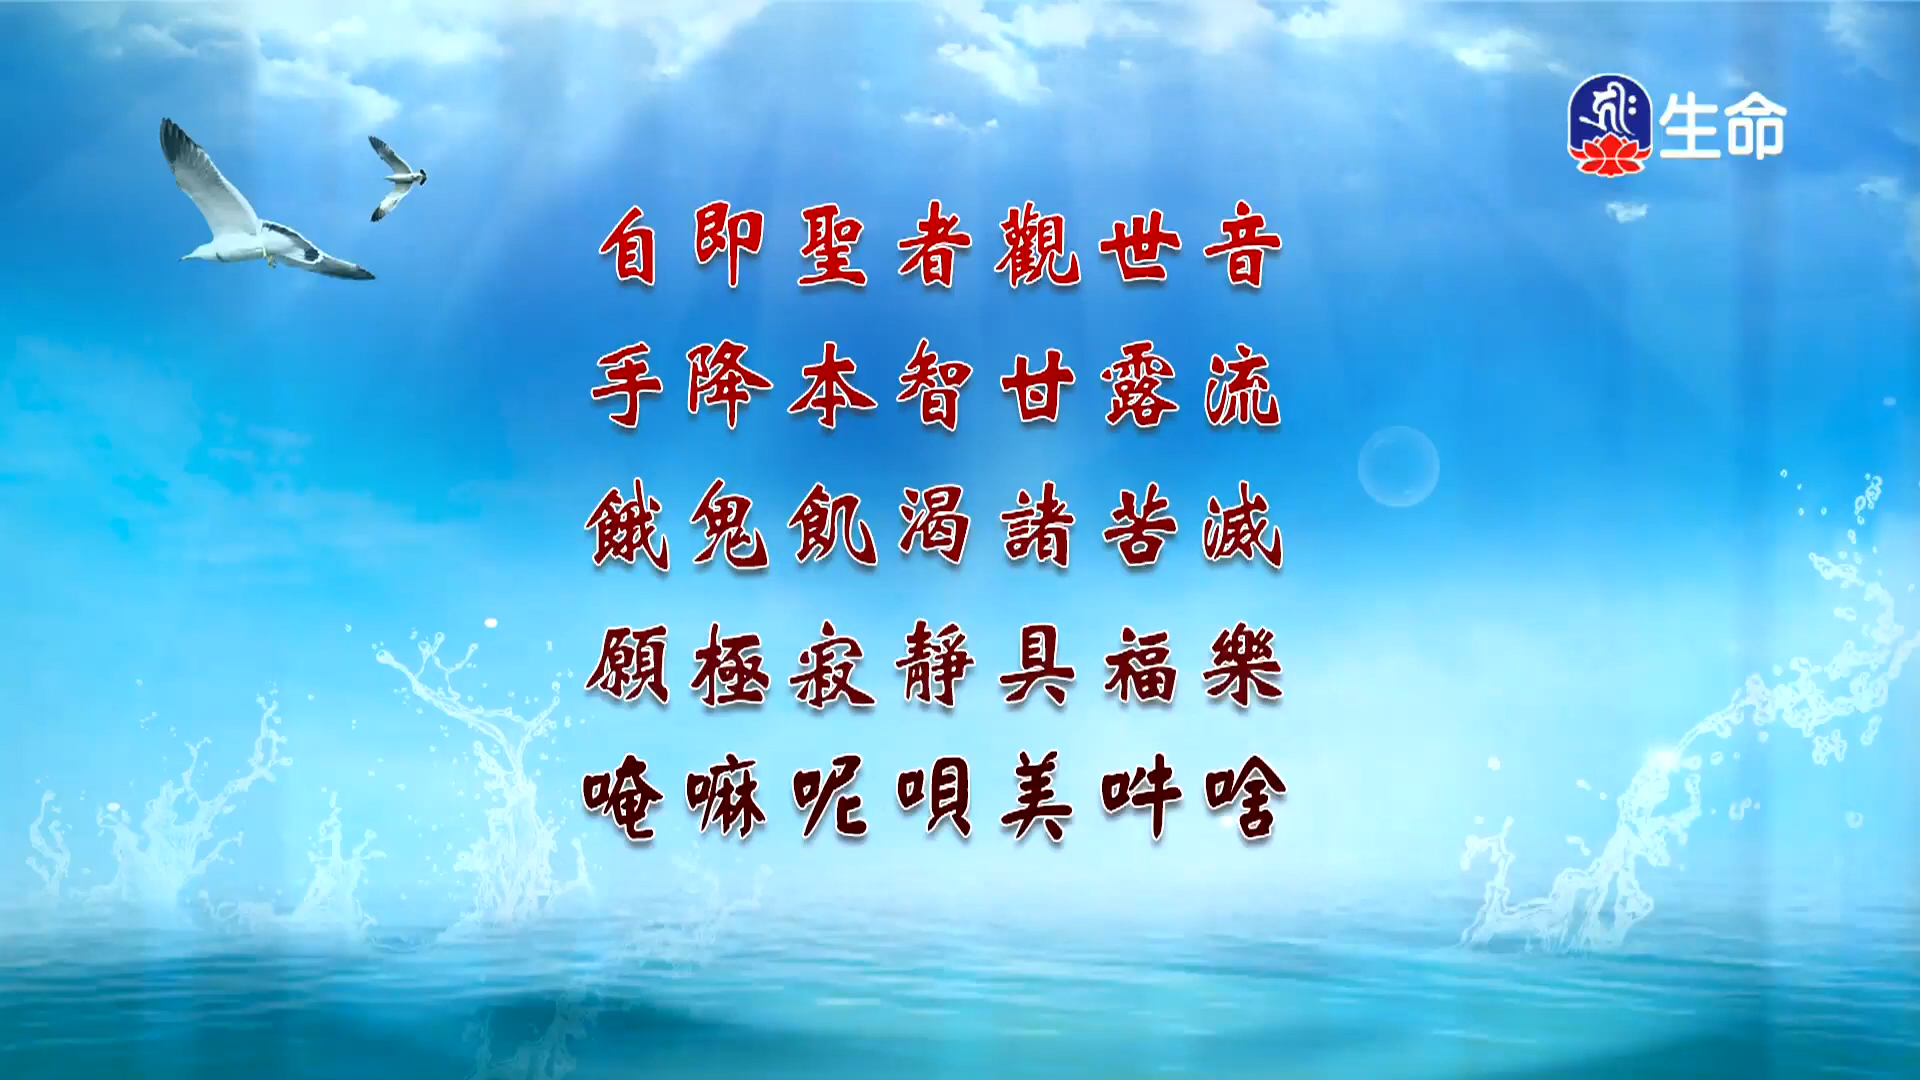 生命
自即聖者觀世音
手降本智甘露流
餓鬼飢渴諸苦滅
願極寂靜具福樂
唵嘛呢唄美吽啥